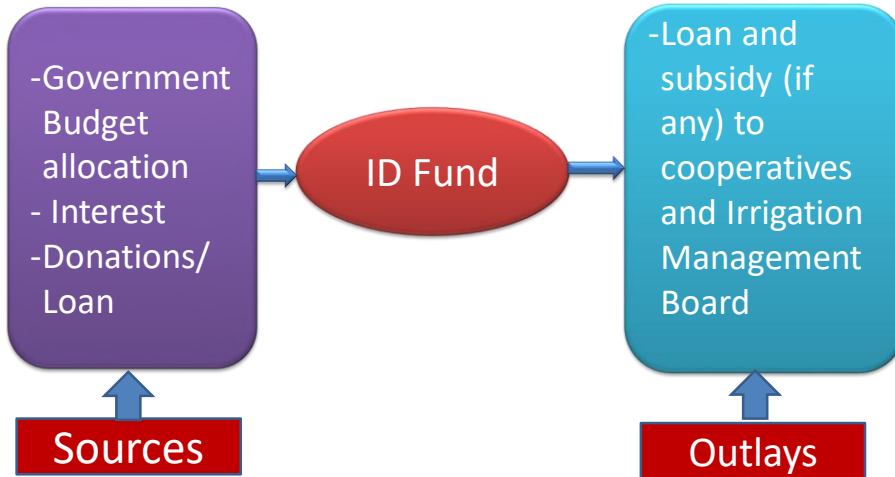 -Government
Budget
allocation
- Interest
-Donations/
Loan
ID Fund
-Loan and
subsidy (if
any) to
cooperatives
and Irrigation
Management
Board
Sources
Outlays